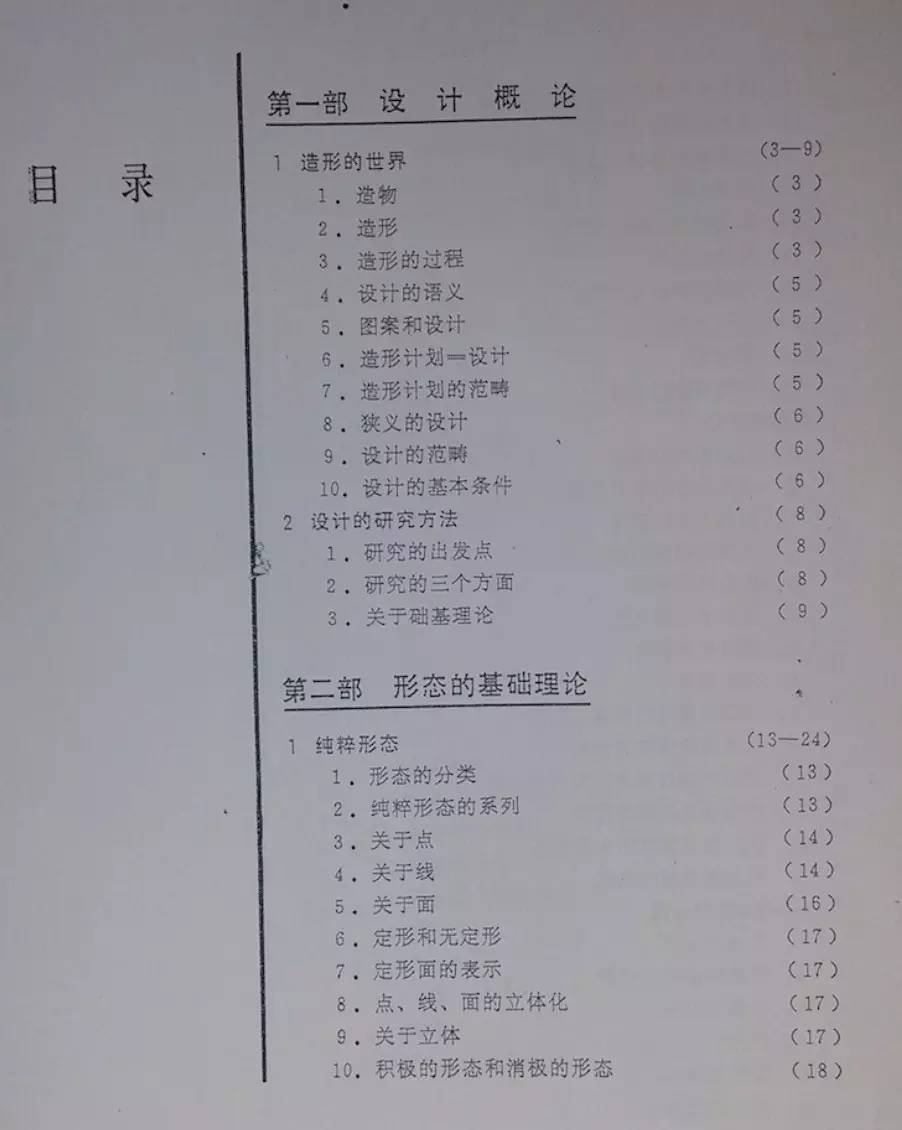 目 录
第一部 设 计 概 论
1 造形的世界 (3—9)
1．造物 ( 3 )
2．造形 ( 3 )
3．造形的过程 ( 3 )
4．设计的语义 ( 5 )
5．图案和设计 ( 5 )
6．造形计划＝设计 ( 5 )
7．造形计划的范畴 ( 5 )
8．狭义的设计 ( 6 )
9．设计的范畴 ( 6 )
10．设计的基本条件 ( 6 )
2 设计的研究方法 ( 8 )
1．研究的出发点 ( 8 )
2．研究的三个方面 ( 8 )
3．关于础基理论 ( 9 )
第二部 形态的基础理论
1 纯粹形态 (13—24)
1．形态的分类 (13)
2．纯粹形态的系列 (13)
3．关于点 (14)
4．关于线 (14)
5．关于面 (16)
6．定形和无定形 (17)
7．定形面的表示 (17)
8．点、线、面的立体化 (17)
9．关于立体 (17)
10．积极的形态和消极的形态 (18)